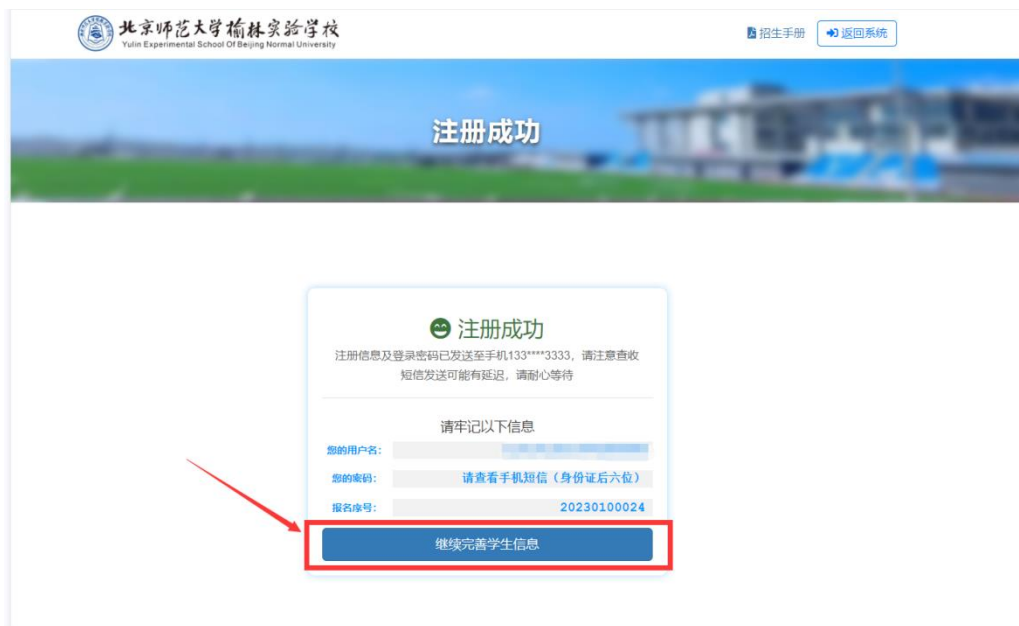 北京师范大学榆林实验学校
Yulin Experimental School Of Beijing Normal University
招生手册
返回系统
注册成功
注册成功
注册信息及登录密码已发送至手机133****3333，请注意查收
短信发送可能有延迟，请耐心等待
请牢记以下信息
您的用户名：
您的密码： 请查看手机短信（身份证后六位）
报名序号： 20230100024
继续完善学生信息